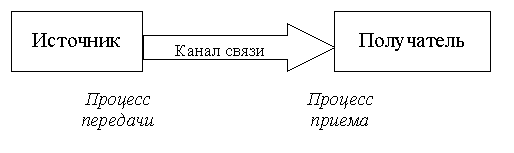 Источник
Канал связи
Получатель
Процесс
передачи
Процесс
приема